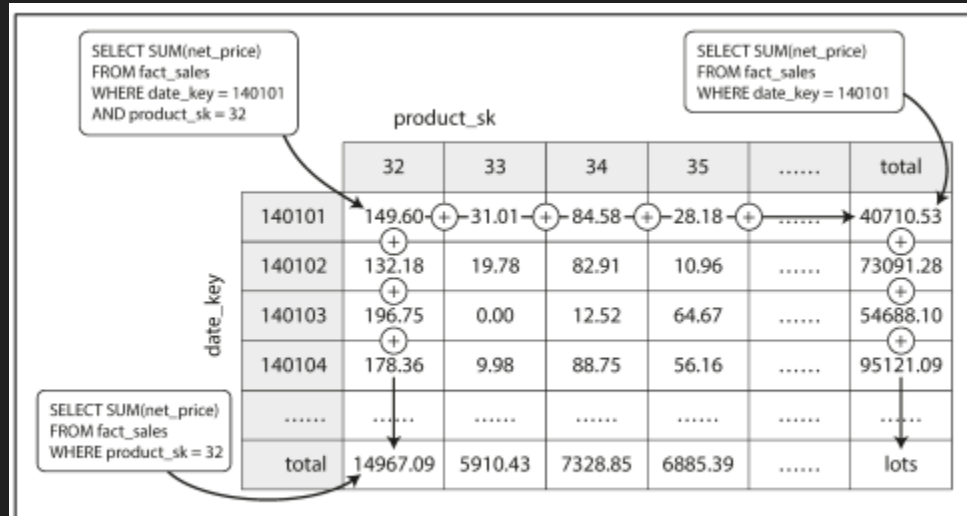 SELECT SUM(net_price)
FROM fact_sales
WHERE date_key = 140101
AND product_sk = 32
SELECT SUM(net_price)
FROM fact_sales
WHERE date_key = 140101
product_sk
32 33 34 35 ...... total
140101 149.60 + 31.01 + 84.58 + 28.18 + ...... 40710.53
+ +
140102 132.18 19.78 82.91 10.96 ...... 73091.28
+ +
date_key
140103 196.75 0.00 12.52 64.67 ...... 54688.10
+ +
140104 178.36 9.98 88.75 56.16 ...... 95121.09
...... ...... ...... ...... ...... ......
SELECT SUM(net_price)
FROM fact_sales
WHERE product_sk = 32
total 14967.09 5910.43 7328.85 6885.39 ...... lots